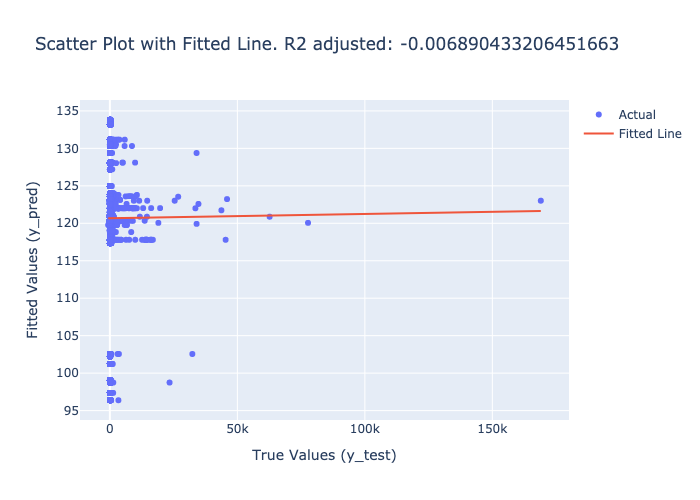 Scatter Plot with Fitted Line. R2 adjusted: -0.006890433206451663
135
130
125
120
115
110
105
100
95
0
50k
100k
150k
Fitted Values (y_pred)
True Values (y_test)
Actual
Fitted Line